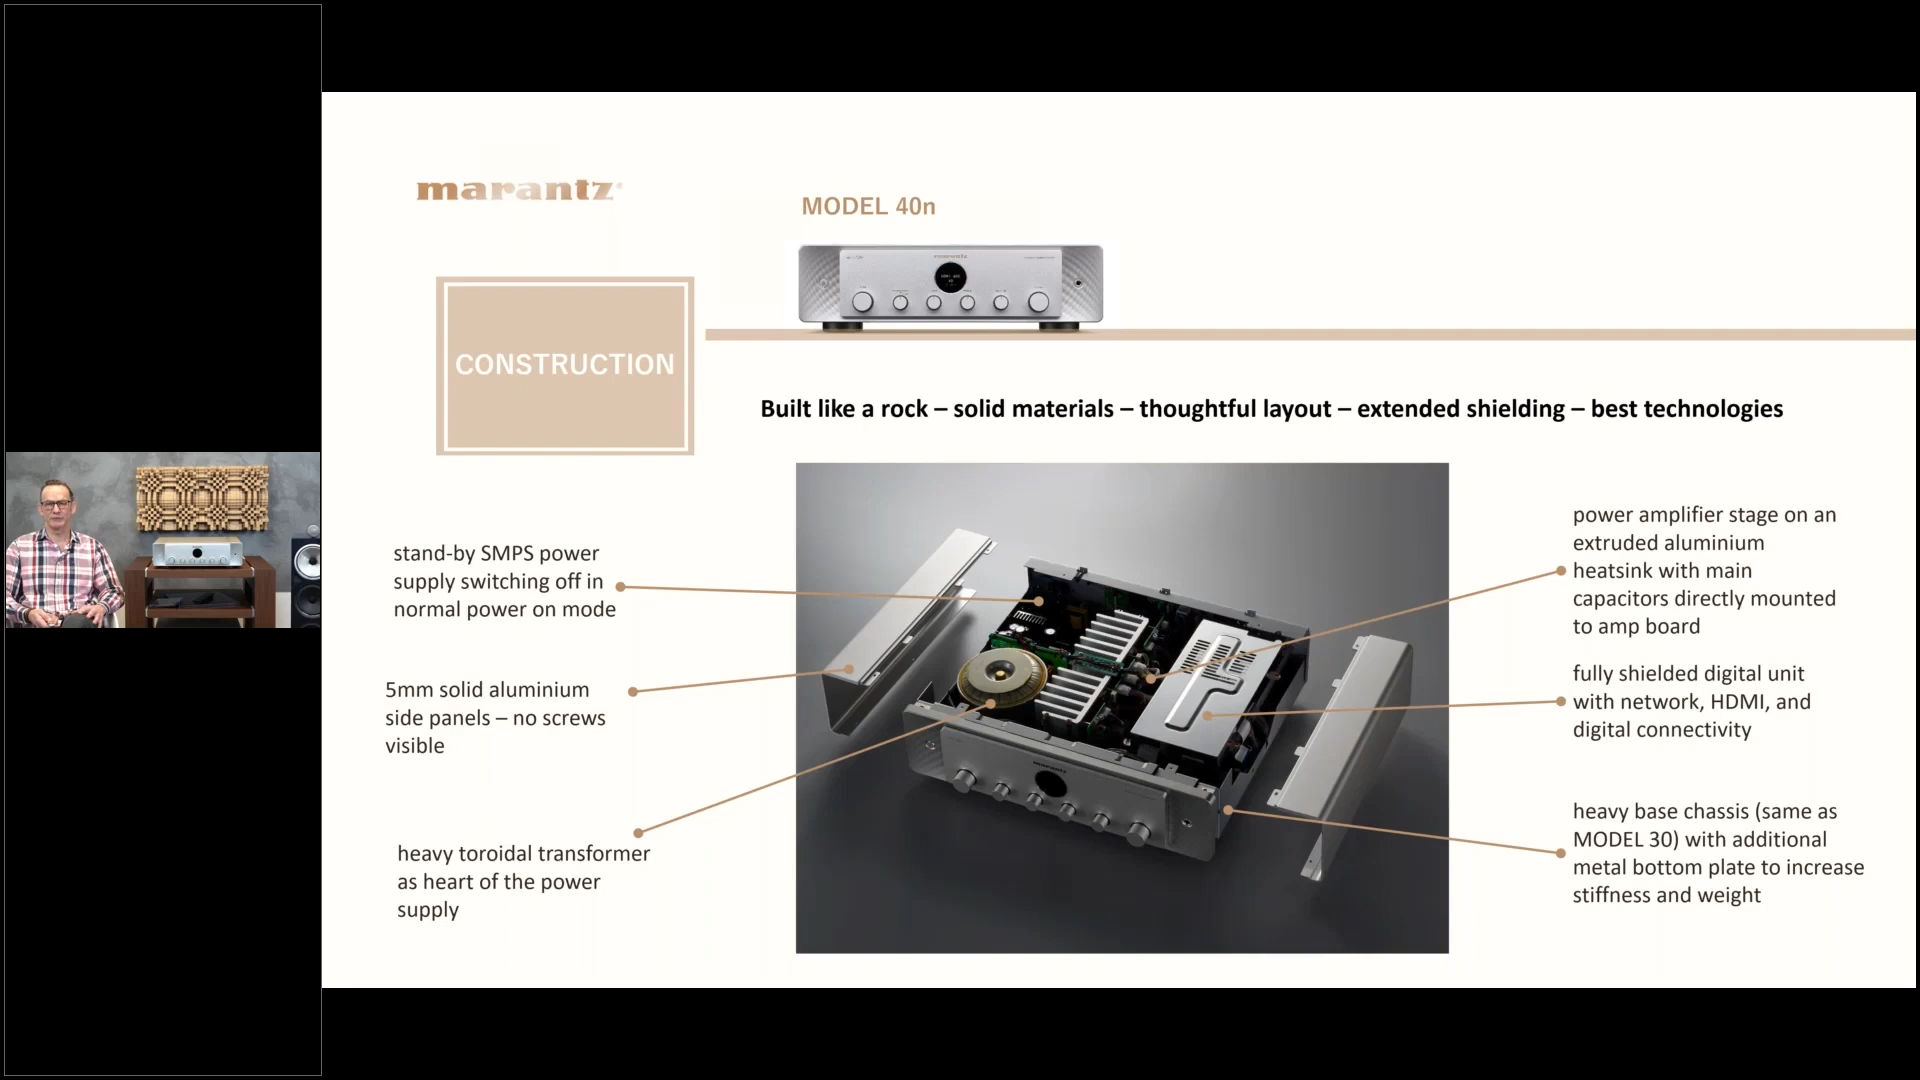 marantz
MODEL 40n
marantz
CONSTRUCTION
Built like a rock – solid materials – thoughtful layout – extended shielding – best technologies
stand-by SMPS power
supply switching off in
normal power on mode
5mm solid aluminium
side panels – no screws
visible
heavy toroidal transformer
as heart of the power
supply
marantz
power amplifier stage on an
extruded aluminium
heatsink with main
capacitors directly mounted
to amp board
fully shielded digital unit
with network, HDMI, and
digital connectivity
heavy base chassis (same as
MODEL 30) with additional
metal bottom plate to increase
stiffness and weight